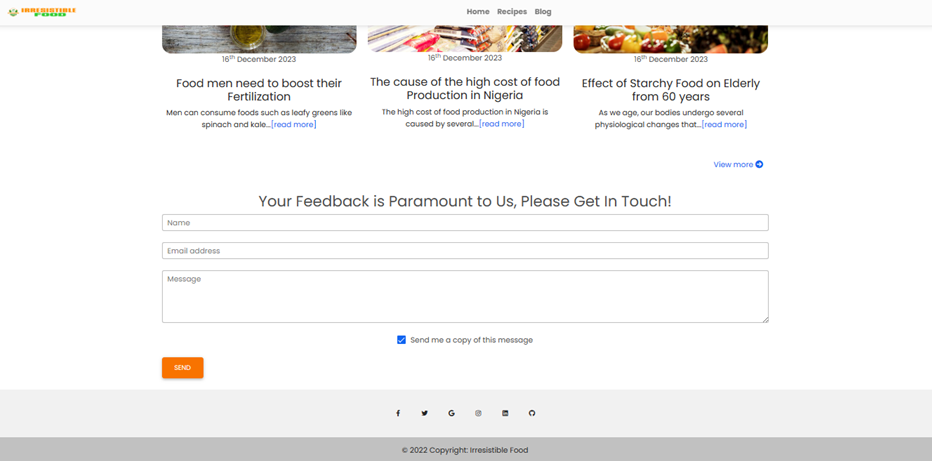 IRRESISTIBLE
FOOD
Home Recipes Blog
16th December 2023
Food men need to boost their
Fertilization
Men can consume foods such as leafy greens like
spinach and kale...[read more]
16th December 2023
The cause of the high cost of food
Production in Nigeria
The high cost of food production in Nigeria is
caused by several...[read more]
16th December 2023
Effect of Starchy Food on Elderly
from 60 years
As we age, our bodies undergo several
physiological changes that...[read more]
View more
Your Feedback is Paramount to Us, Please Get In Touch!
Name
Email address
Message
Send me a copy of this message
SEND
© 2022 Copyright: Irresistible Food